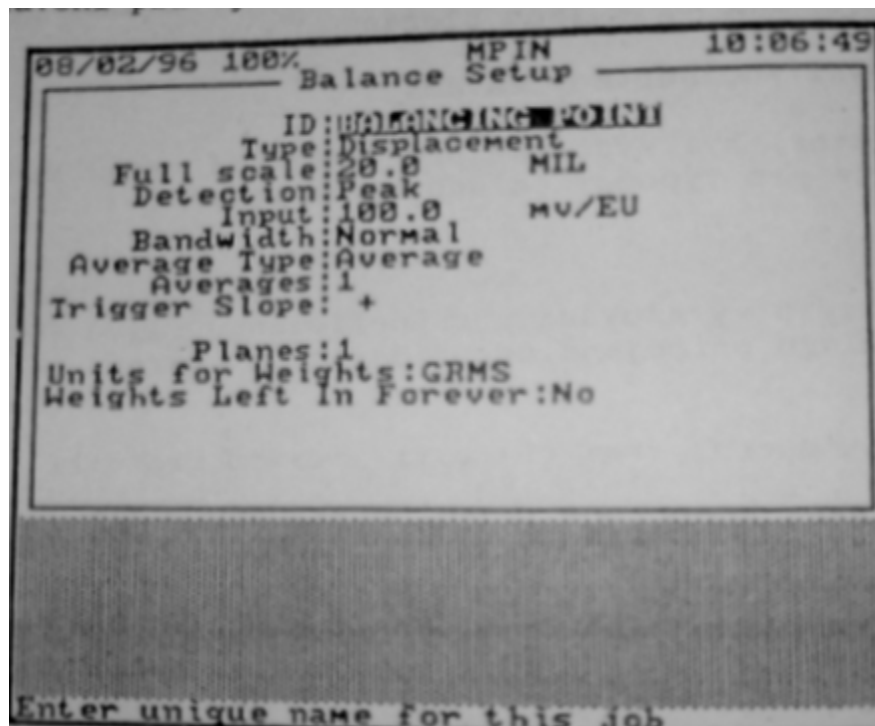 08/02/96 100% MPIN 10:06:49
Balance Setup
ID:BALANCING POINT
Type:Displacement
Full scale:20.0 MIL
Detection:Peak
Input:100.0 mv/EU
Bandwidth:Normal
Average Type:Average
Averages:1
Trigger Slope: +
Planes:1
Units for Weights:GRMS
Weights Left In Forever:No
Enter unique name for this job